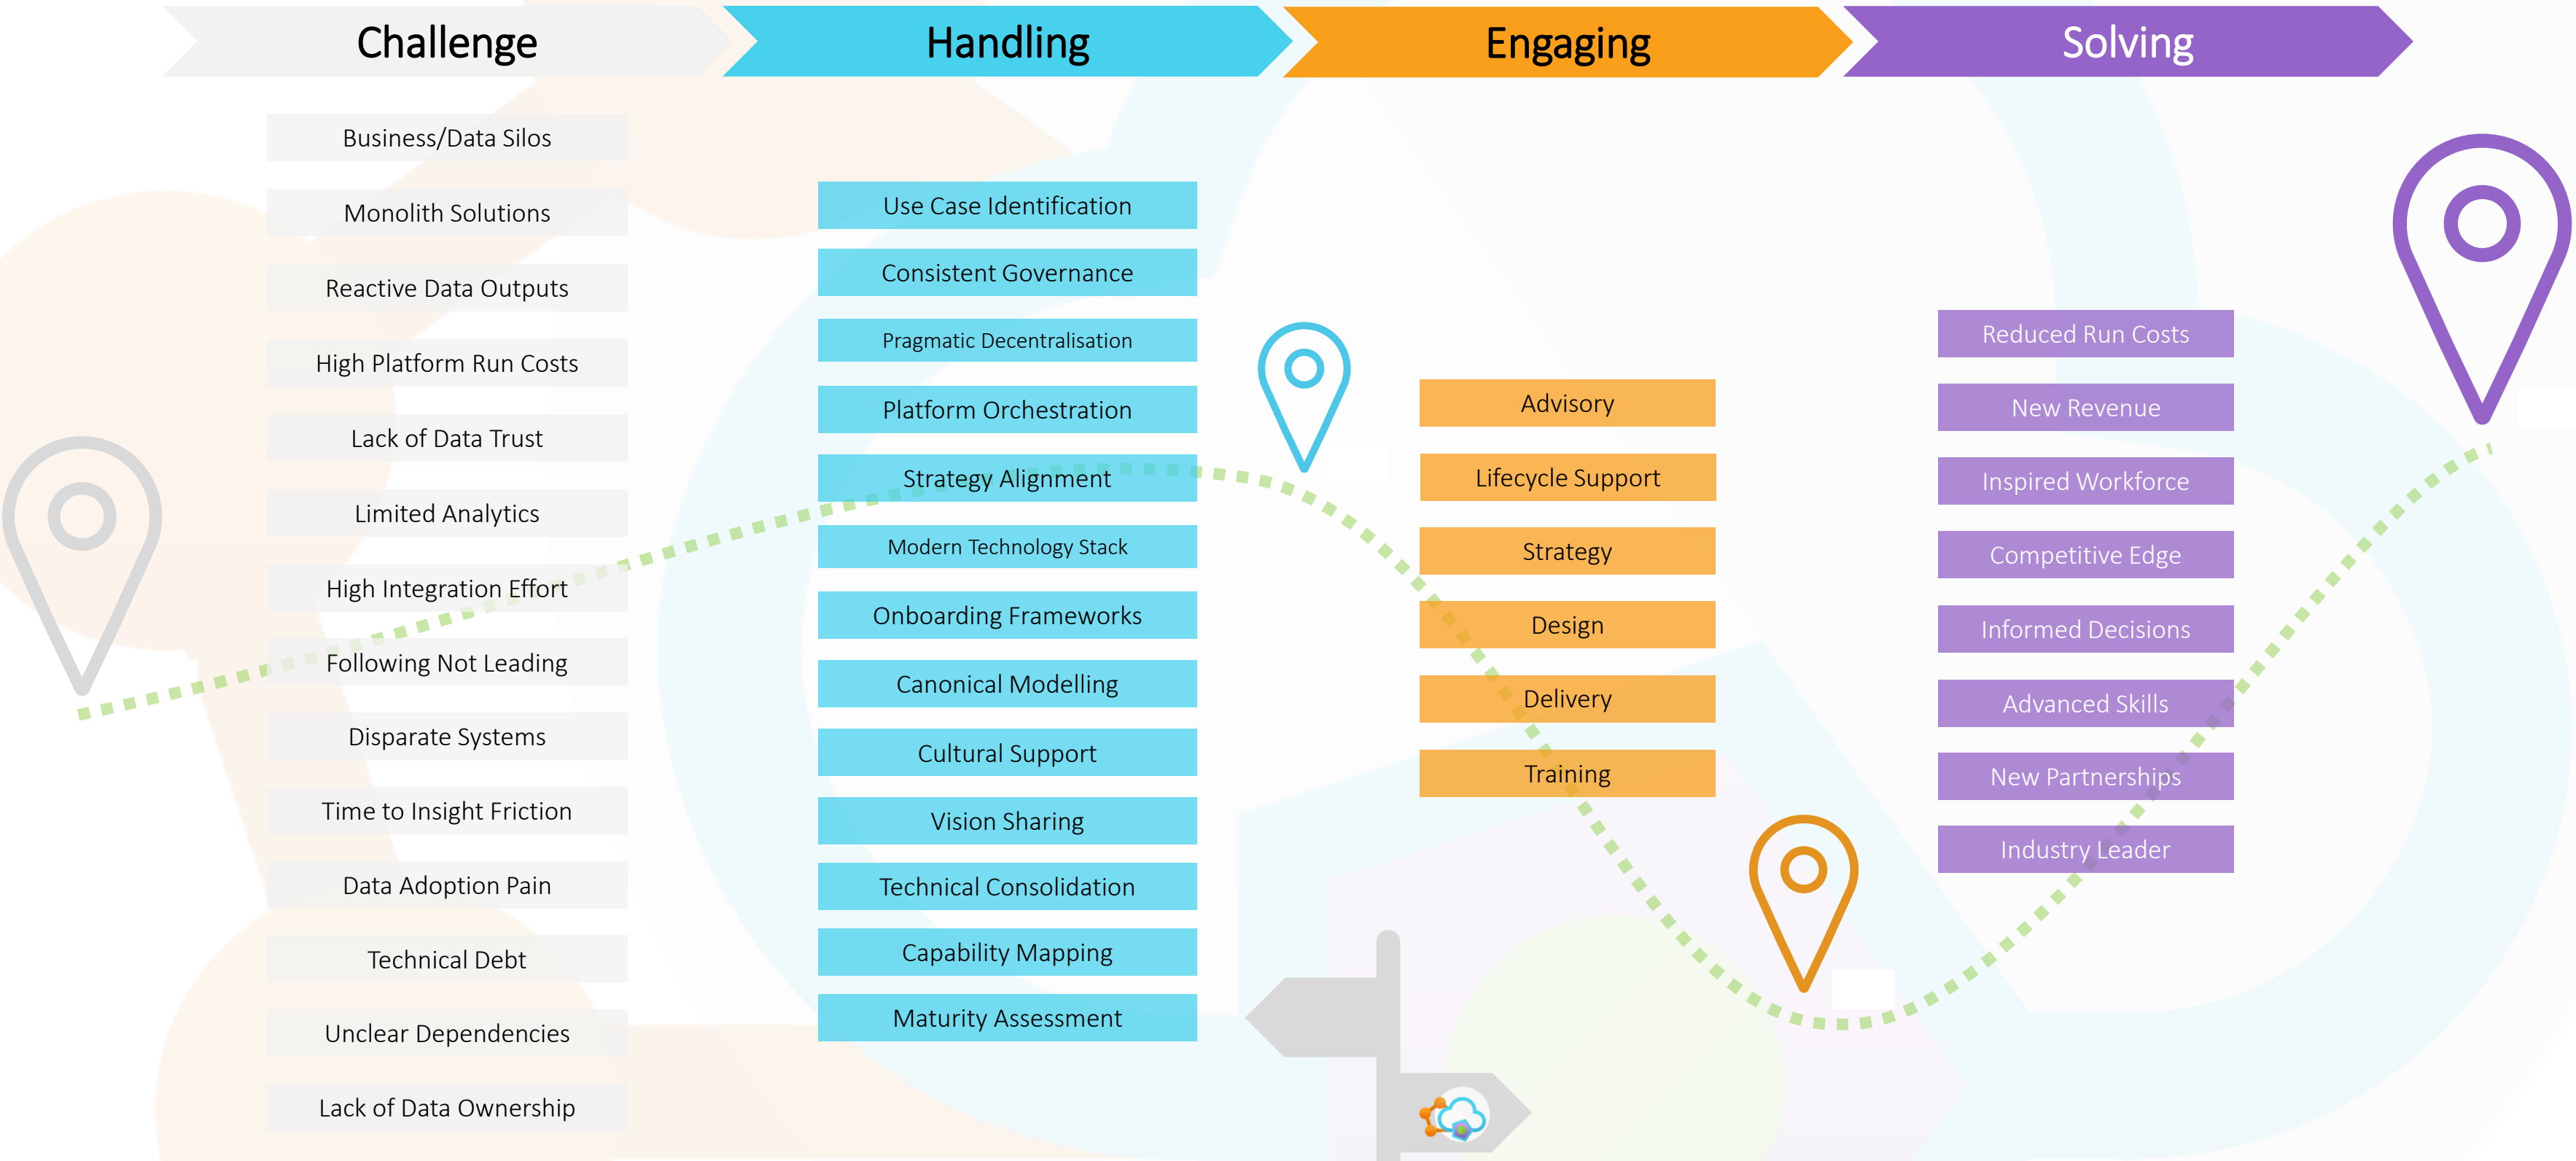 Challenge
Handling
Engaging
Solving
Business/Data Silos
Monolith Solutions
Reactive Data Outputs
High Platform Run Costs
Lack of Data Trust
Limited Analytics
High Integration Effort
Following Not Leading
Disparate Systems
Time to Insight Friction
Data Adoption Pain
Technical Debt
Unclear Dependencies
Lack of Data Ownership
Use Case Identification
Consistent Governance
Pragmatic Decentralisation
Platform Orchestration
Strategy Alignment
Modern Technology Stack
Onboarding Frameworks
Canonical Modelling
Cultural Support
Vision Sharing
Technical Consolidation
Capability Mapping
Maturity Assessment
Advisory
Lifecycle Support
Strategy
Design
Delivery
Training
Reduced Run Costs
New Revenue
Inspired Workforce
Competitive Edge
Informed Decisions
Advanced Skills
New Partnerships
Industry Leader